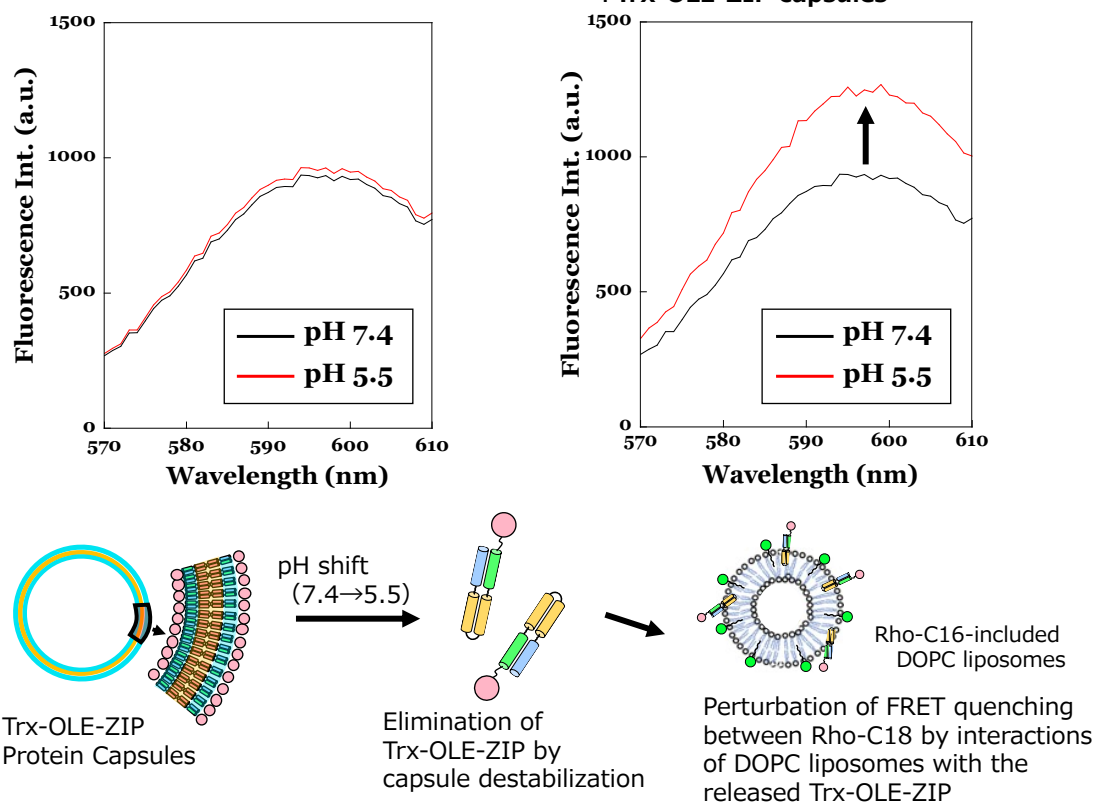 +Trx-OLE-ZIP capsules
1500
1000
500
0
570
580
590
600
610
Fluorescence Int. (a.u.)
Wavelength (nm)
pH 7.4
pH 5.5
1500
1000
500
0
570
580
590
600
610
Fluorescence Int. (a.u.)
Wavelength (nm)
pH 7.4
pH 5.5
Trx-OLE-ZIP
Protein Capsules
pH shift
(7.4→5.5)
Elimination of
Trx-OLE-ZIP by
capsule destabilization
Rho-C16-included
DOPC liposomes
Perturbation of FRET quenching
between Rho-C18 by interactions
of DOPC liposomes with the
released Trx-OLE-ZIP